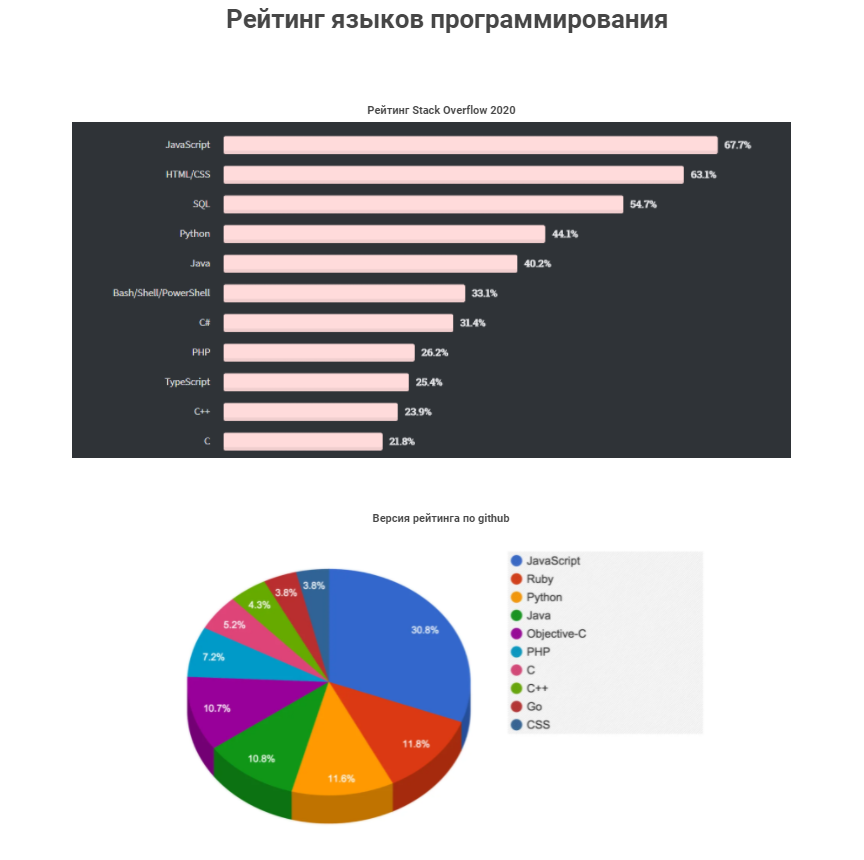 Рейтинг языков программирования
Рейтинг Stack Overflow 2020
JavaScript 67.7%
HTML/CSS 63.1%
SQL 54.7%
Python 44.1%
Java 40.2%
Bash/Shell/PowerShell 33.1%
C# 31.4%
PHP 26.2%
TypeScript 25.4%
C++ 23.9%
C 21.8%
Версия рейтинга по github
30.8%
11.8%
11.6%
10.8%
10.7%
7.2%
5.2%
4.3%
3.8%
3.8%
JavaScript
Ruby
Python
Java
Objective-C
PHP
C
C++
Go
CSS